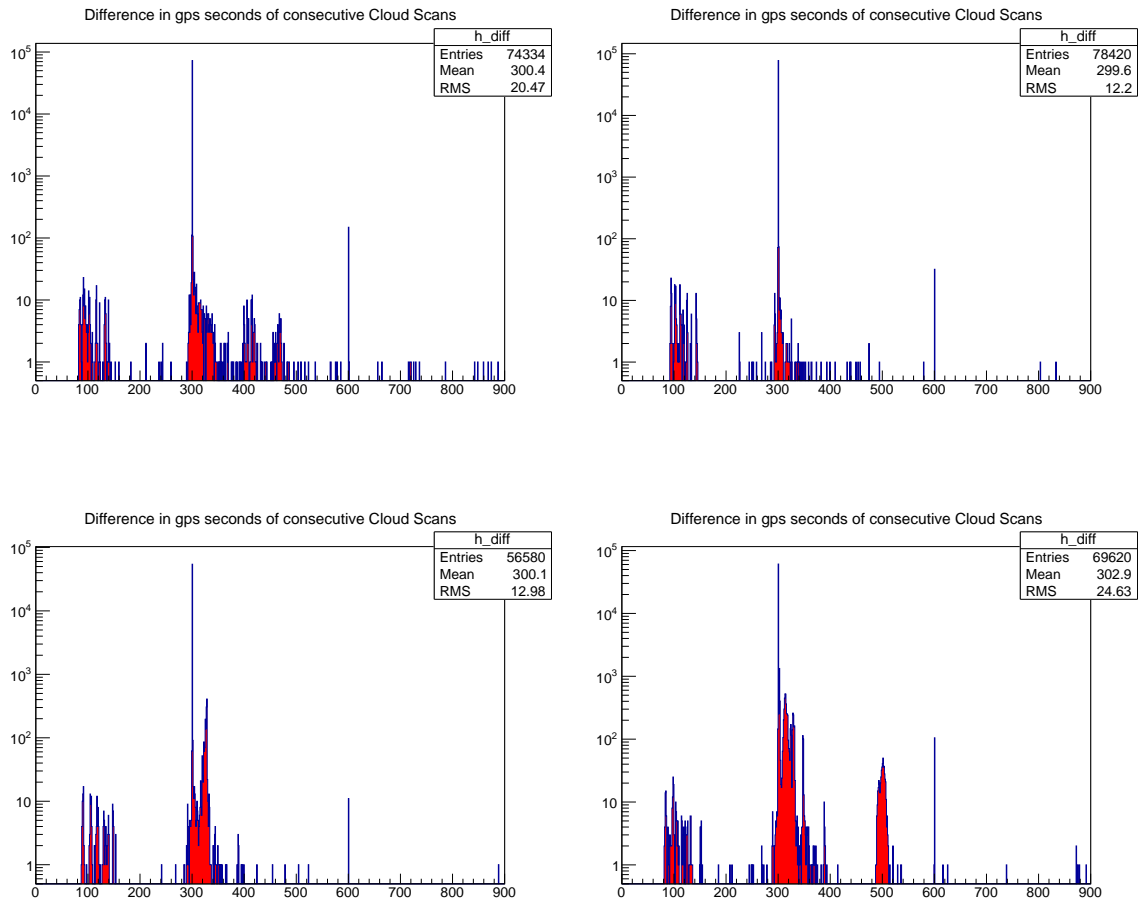 Difference in gps seconds of consecutive Cloud Scans
h_diff
Entries 74334
Mean 300.4
RMS 20.47
10^5
10^4
10^3
10^2
10
1
0 100 200 300 400 500 600 700 800 900
Difference in gps seconds of consecutive Cloud Scans
h_diff
Entries 78420
Mean 299.6
RMS 12.2
10^5
10^4
10^3
10^2
10
1
0 100 200 300 400 500 600 700 800 900
Difference in gps seconds of consecutive Cloud Scans
h_diff
Entries 56580
Mean 300.1
RMS 12.98
10^5
10^4
10^3
10^2
10
1
0 100 200 300 400 500 600 700 800 900
Difference in gps seconds of consecutive Cloud Scans
h_diff
Entries 69620
Mean 302.9
RMS 24.63
10^5
10^4
10^3
10^2
10
1
0 100 200 300 400 500 600 700 800 900